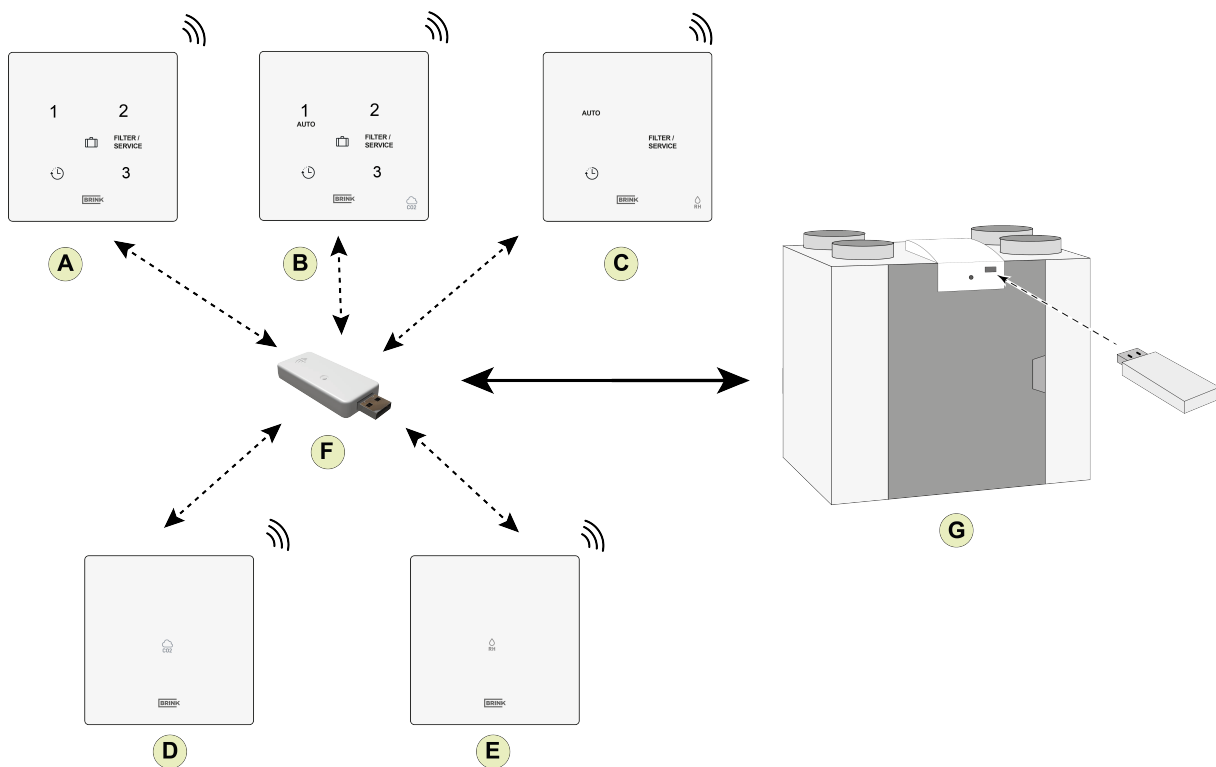 1 2
FILTER /
SERVICE
3
BRINK
A
1 2
AUTO
FILTER /
SERVICE
3
BRINK
CO2
B
AUTO
FILTER /
SERVICE
BRINK
RH
C
F
G
CO2
BRINK
D
RH
BRINK
E